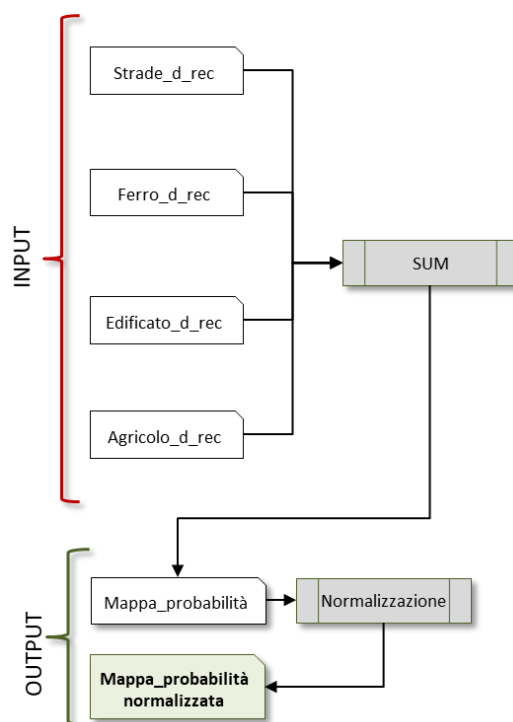 INPUT
Strade_d_rec
Ferro_d_rec
SUM
Edificato_d_rec
Agricolo_d_rec
OUTPUT
Mappa_probabilità
Normalizzazione
Mappa_probabilità
normalizzata